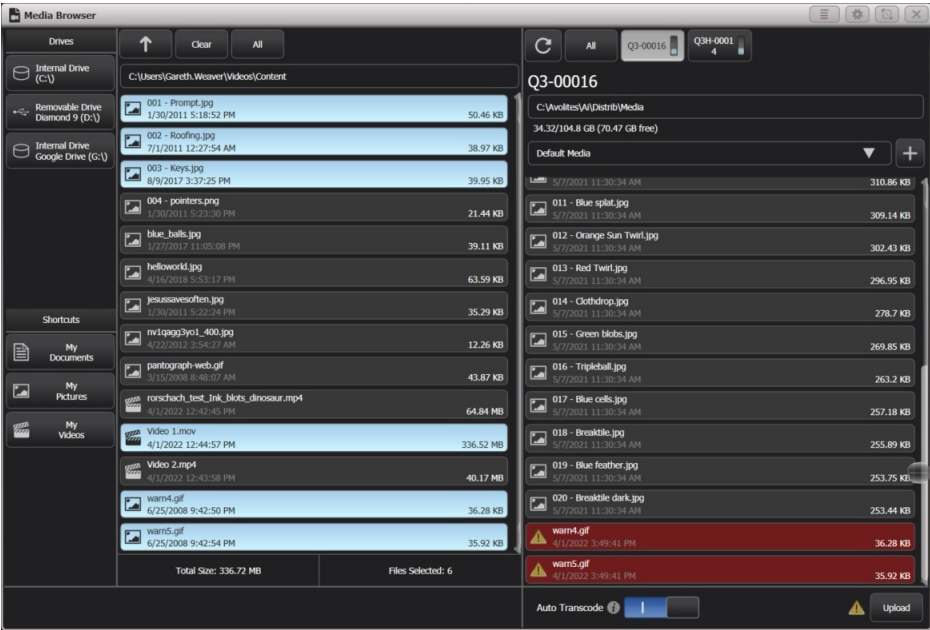 Media Browser
Drives
Internal Drive
(C:\)
Removable Drive
Diamond 9 (D:\)
Internal Drive
Google Drive (G:\)
Shortcuts
My
Documents
My
Pictures
My
Videos
Clear
All
C:\Users\Gareth.Weaver\Videos\Content
001 - Prompt.jpg
1/30/2011 5:18:52 PM 50.46 KB
002 - Roofing.jpg
7/1/2011 12:27:54 AM 38.97 KB
003 - Keys.jpg
8/9/2017 3:37:25 PM 39.95 KB
004 - pointers.png
1/30/2011 5:23:30 PM 21.44 KB
blue_balls.jpg
1/27/2017 11:05:08 PM 39.11 KB
helloworld.jpg
4/16/2018 5:53:17 PM 63.59 KB
jesussavesoften.jpg
1/30/2011 5:22:24 PM 35.29 KB
nv1qagg3yo1_400.jpg
4/22/2012 3:54:27 AM 12.26 KB
pantograph-web.gif
3/15/2008 8:48:07 AM 43.87 KB
rorschach_test_Ink_blots_dinosaur.mp4
4/1/2022 12:42:45 PM 64.84 MB
Video 1.mov
4/1/2022 12:44:57 PM 336.52 MB
Video 2.mp4
4/1/2022 12:43:58 PM 40.17 MB
warn4.gif
6/25/2008 9:42:50 PM 36.28 KB
warn5.gif
6/25/2008 9:42:54 PM 35.92 KB
Total Size: 336.72 MB Files Selected: 6
All
Q3-00016
Q3H-0001
4
Q3-00016
C:\Avolites\Ai\Distrib\Media
34.32/104.8 GB (70.47 GB free)
Default Media
5/7/2021 11:30:34 AM 310.86 KB
011 - Blue splat.jpg
5/7/2021 11:30:34 AM 309.14 KB
012 - Orange Sun Twirl.jpg
5/7/2021 11:30:34 AM 302.43 KB
013 - Red Twirl.jpg
5/7/2021 11:30:34 AM 296.95 KB
014 - Clothdrop.jpg
5/7/2021 11:30:34 AM 278.7 KB
015 - Green blobs.jpg
5/7/2021 11:30:34 AM 269.85 KB
016 - Tripleball.jpg
5/7/2021 11:30:34 AM 263.2 KB
017 - Blue cells.jpg
5/7/2021 11:30:34 AM 257.18 KB
018 - Breaktile.jpg
5/7/2021 11:30:34 AM 255.89 KB
019 - Blue feather.jpg
5/7/2021 11:30:34 AM 253.75 KB
020 - Breaktile dark.jpg
5/7/2021 11:30:34 AM 253.44 KB
warn4.gif
4/1/2022 3:49:41 PM 36.28 KB
warn5.gif
4/1/2022 3:49:41 PM 35.92 KB
Auto Transcode
Upload